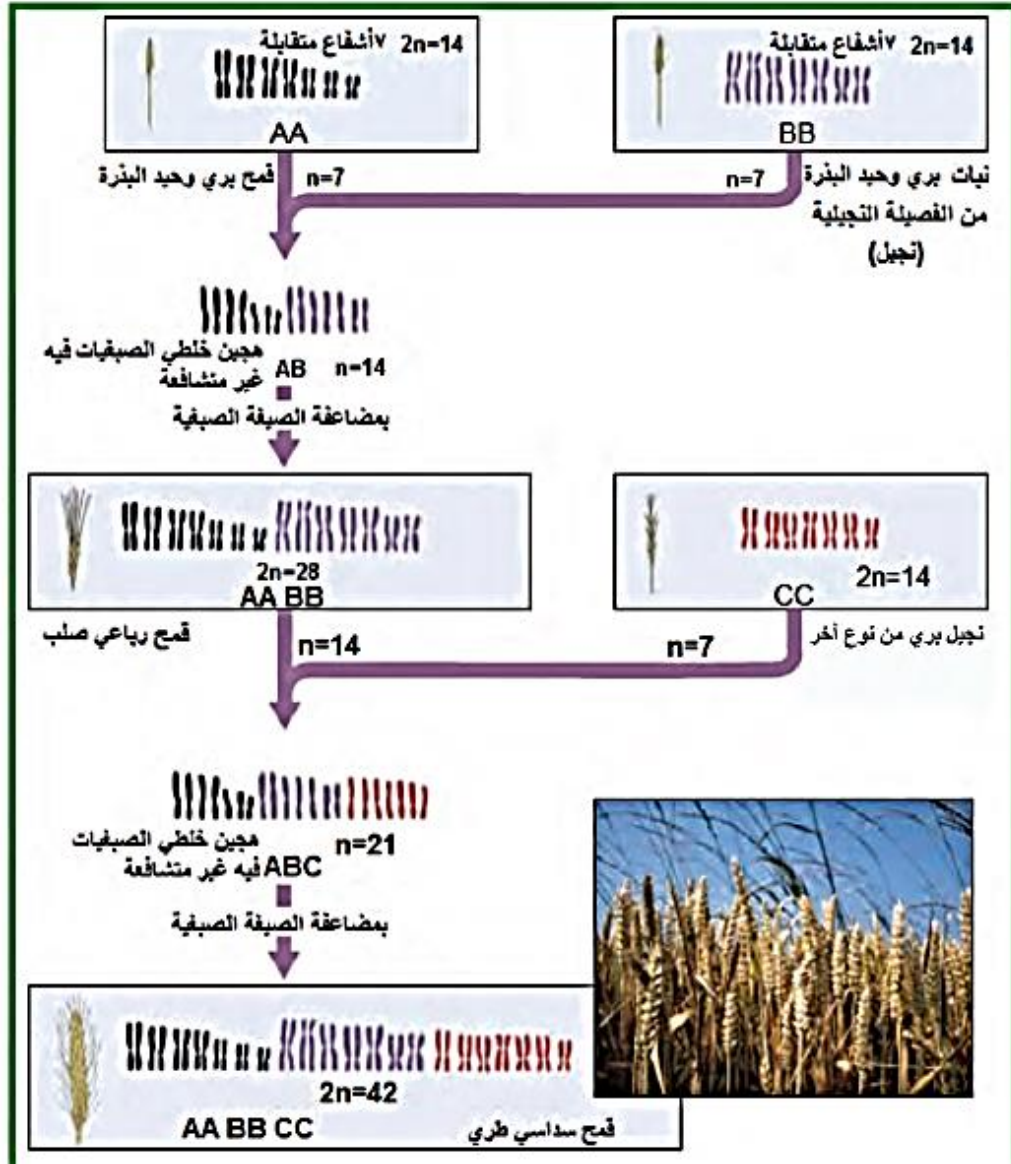 ٧أشفاع متقابلة 2n=14
AA
٧أشفاع متقابلة 2n=14
BB
قمح بري وحيد البذرة
n=7
n=7
نبات بري وحيد البذرة
من الفصيلة النجيلية
(نجيل)
هجين خلطي الصبغيات فيه
غير متشافعة
AB n=14
بمضاعفة الصيغة الصبغية
2n=28
AA BB
2n=14
CC
قمح رباعي صلب
n=14
n=7
نجيل بري من نوع أخر
هجين خلطي الصبغيات
فيه غير متشافعة ABC
n=21
بمضاعفة الصيغة الصبغية
2n=42
AA BB CC
قمح سداسي طري